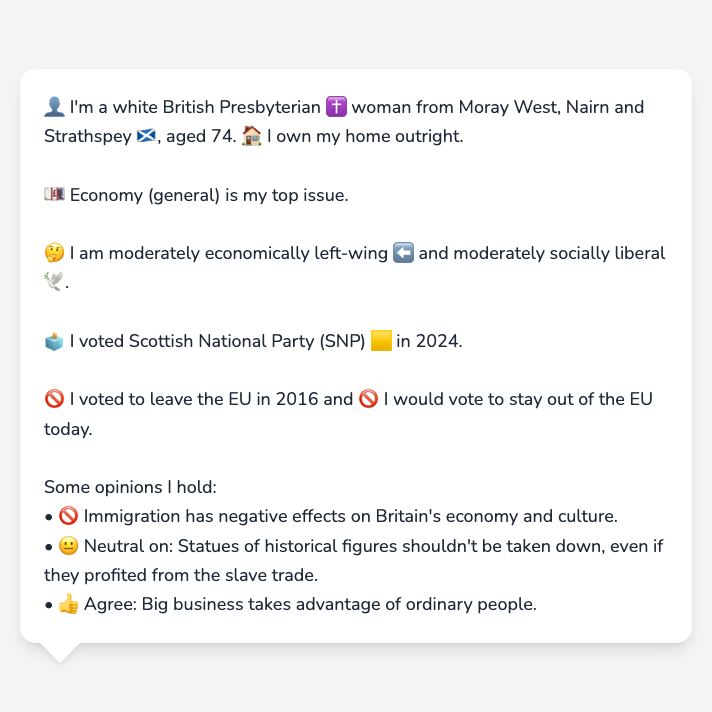 👤 I'm a white British Presbyterian ✝️ woman from Moray West, Nairn and
Strathspey 🏴󠁧󠁢󠁳󠁣󠁴󠁿, aged 74. 🏠 I own my home outright.
💷 Economy (general) is my top issue.
🤔 I am moderately economically left-wing ⬅️ and moderately socially liberal
🕊️.
🗳️ I voted Scottish National Party (SNP) 🟨 in 2024.
🚫 I voted to leave the EU in 2016 and 🚫 I would vote to stay out of the EU
today.
Some opinions I hold:
• 🚫 Immigration has negative effects on Britain's economy and culture.
• 😐 Neutral on: Statues of historical figures shouldn't be taken down, even if
they profited from the slave trade.
• 👍 Agree: Big business takes advantage of ordinary people.